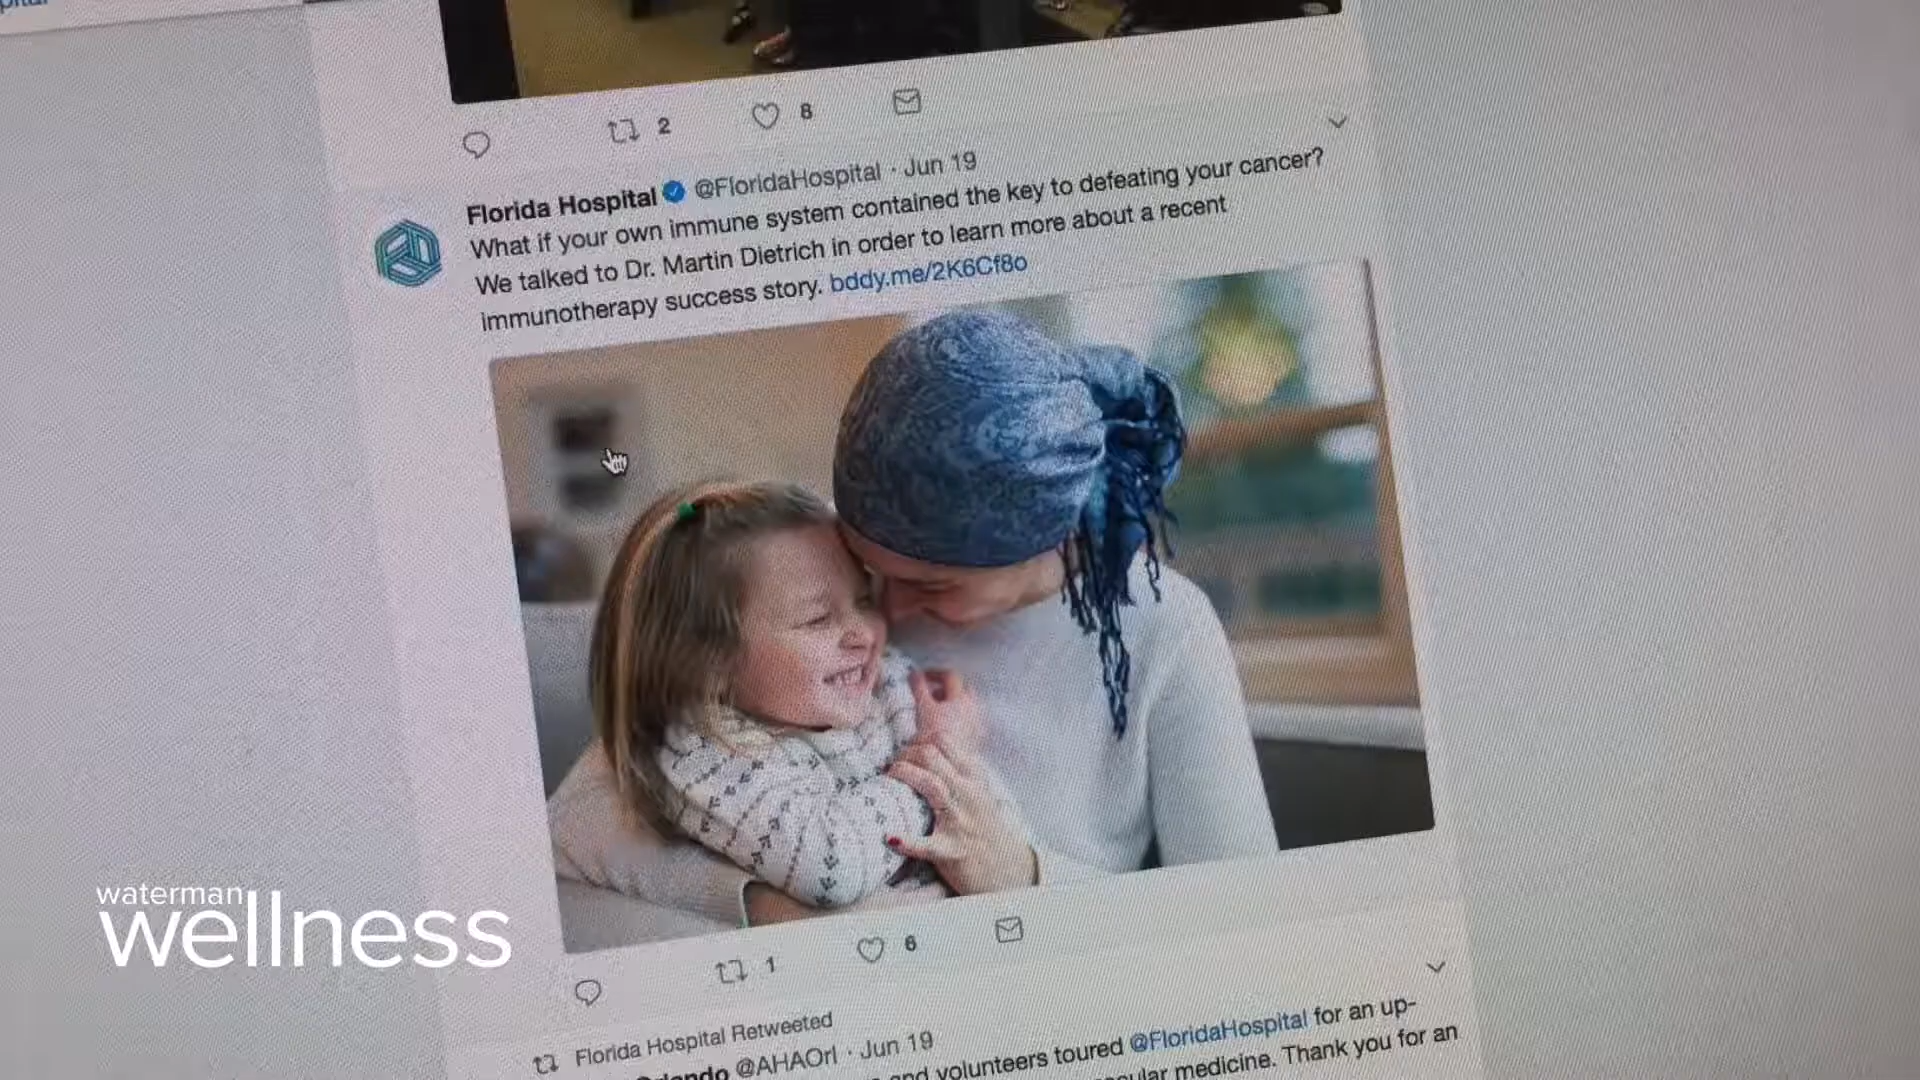 2 8
Florida Hospital @FloridaHospital · Jun 19
What if your own immune system contained the key to defeating your cancer?
We talked to Dr. Martin Dietrich in order to learn more about a recent
immunotherapy success story. bddy.me/2K6Cf8o
waterman
wellness
1 6
Florida Hospital Retweeted
@AHAOrl · Jun 19
and volunteers toured @FloridaHospital for an up-
medicine. Thank you for an